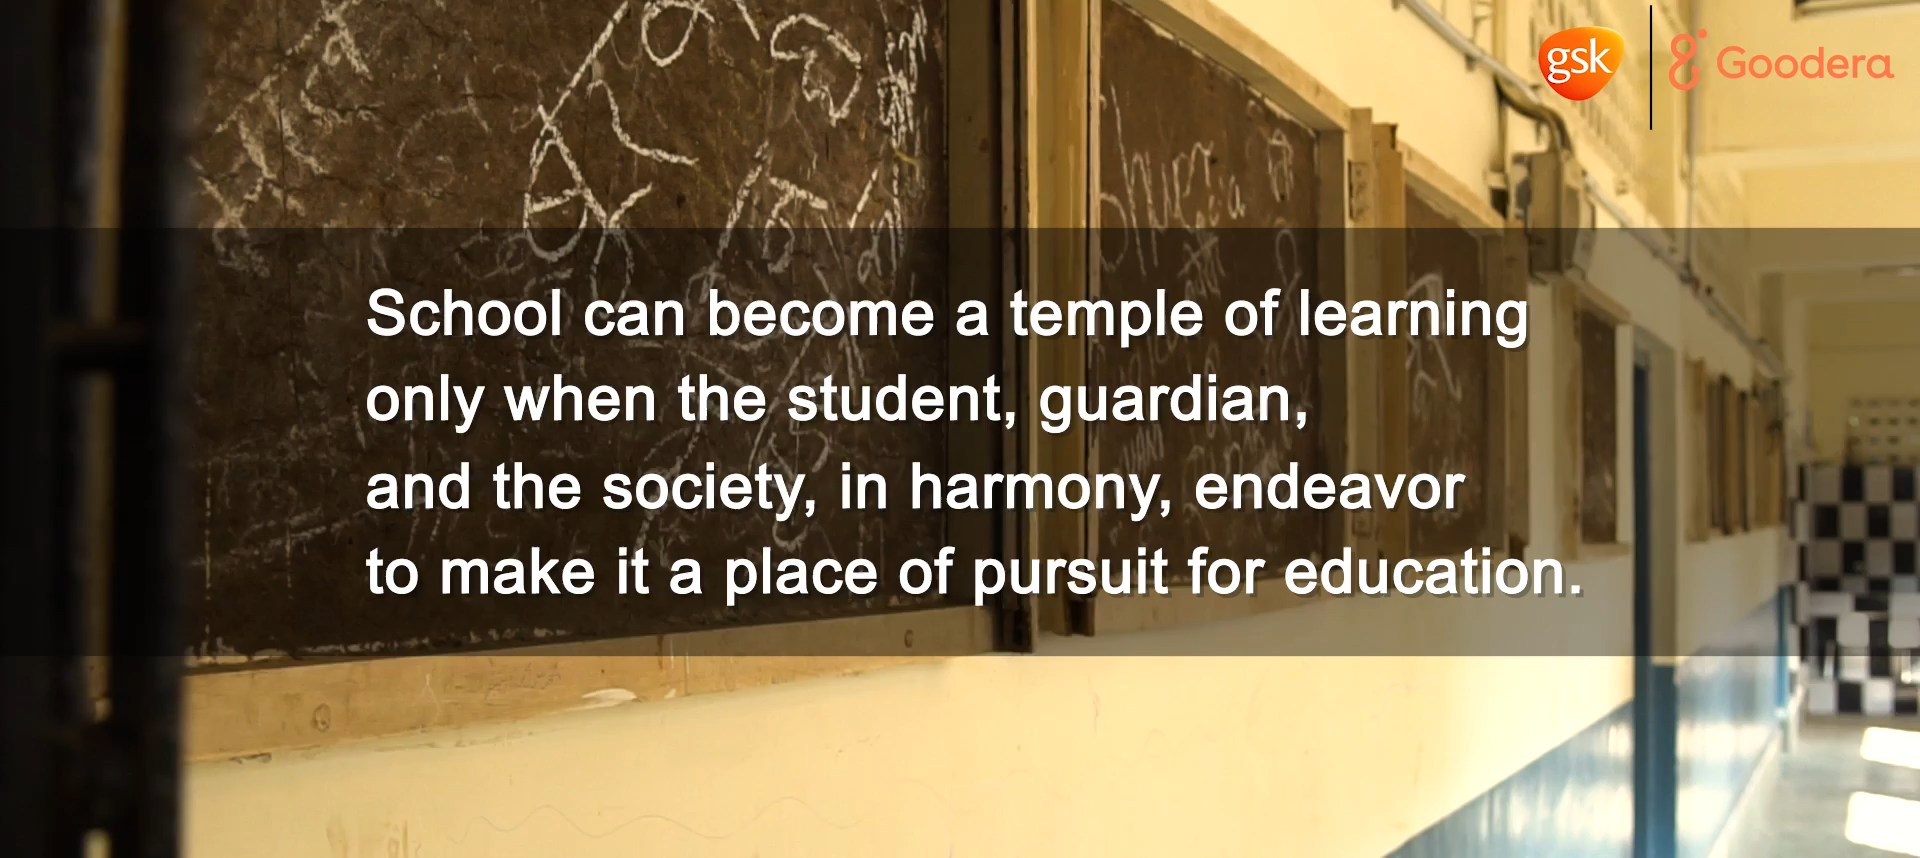 gsk
Goodera
School can become a temple of learning
only when the student, guardian,
and the society, in harmony, endeavor
to make it a place of pursuit for education.